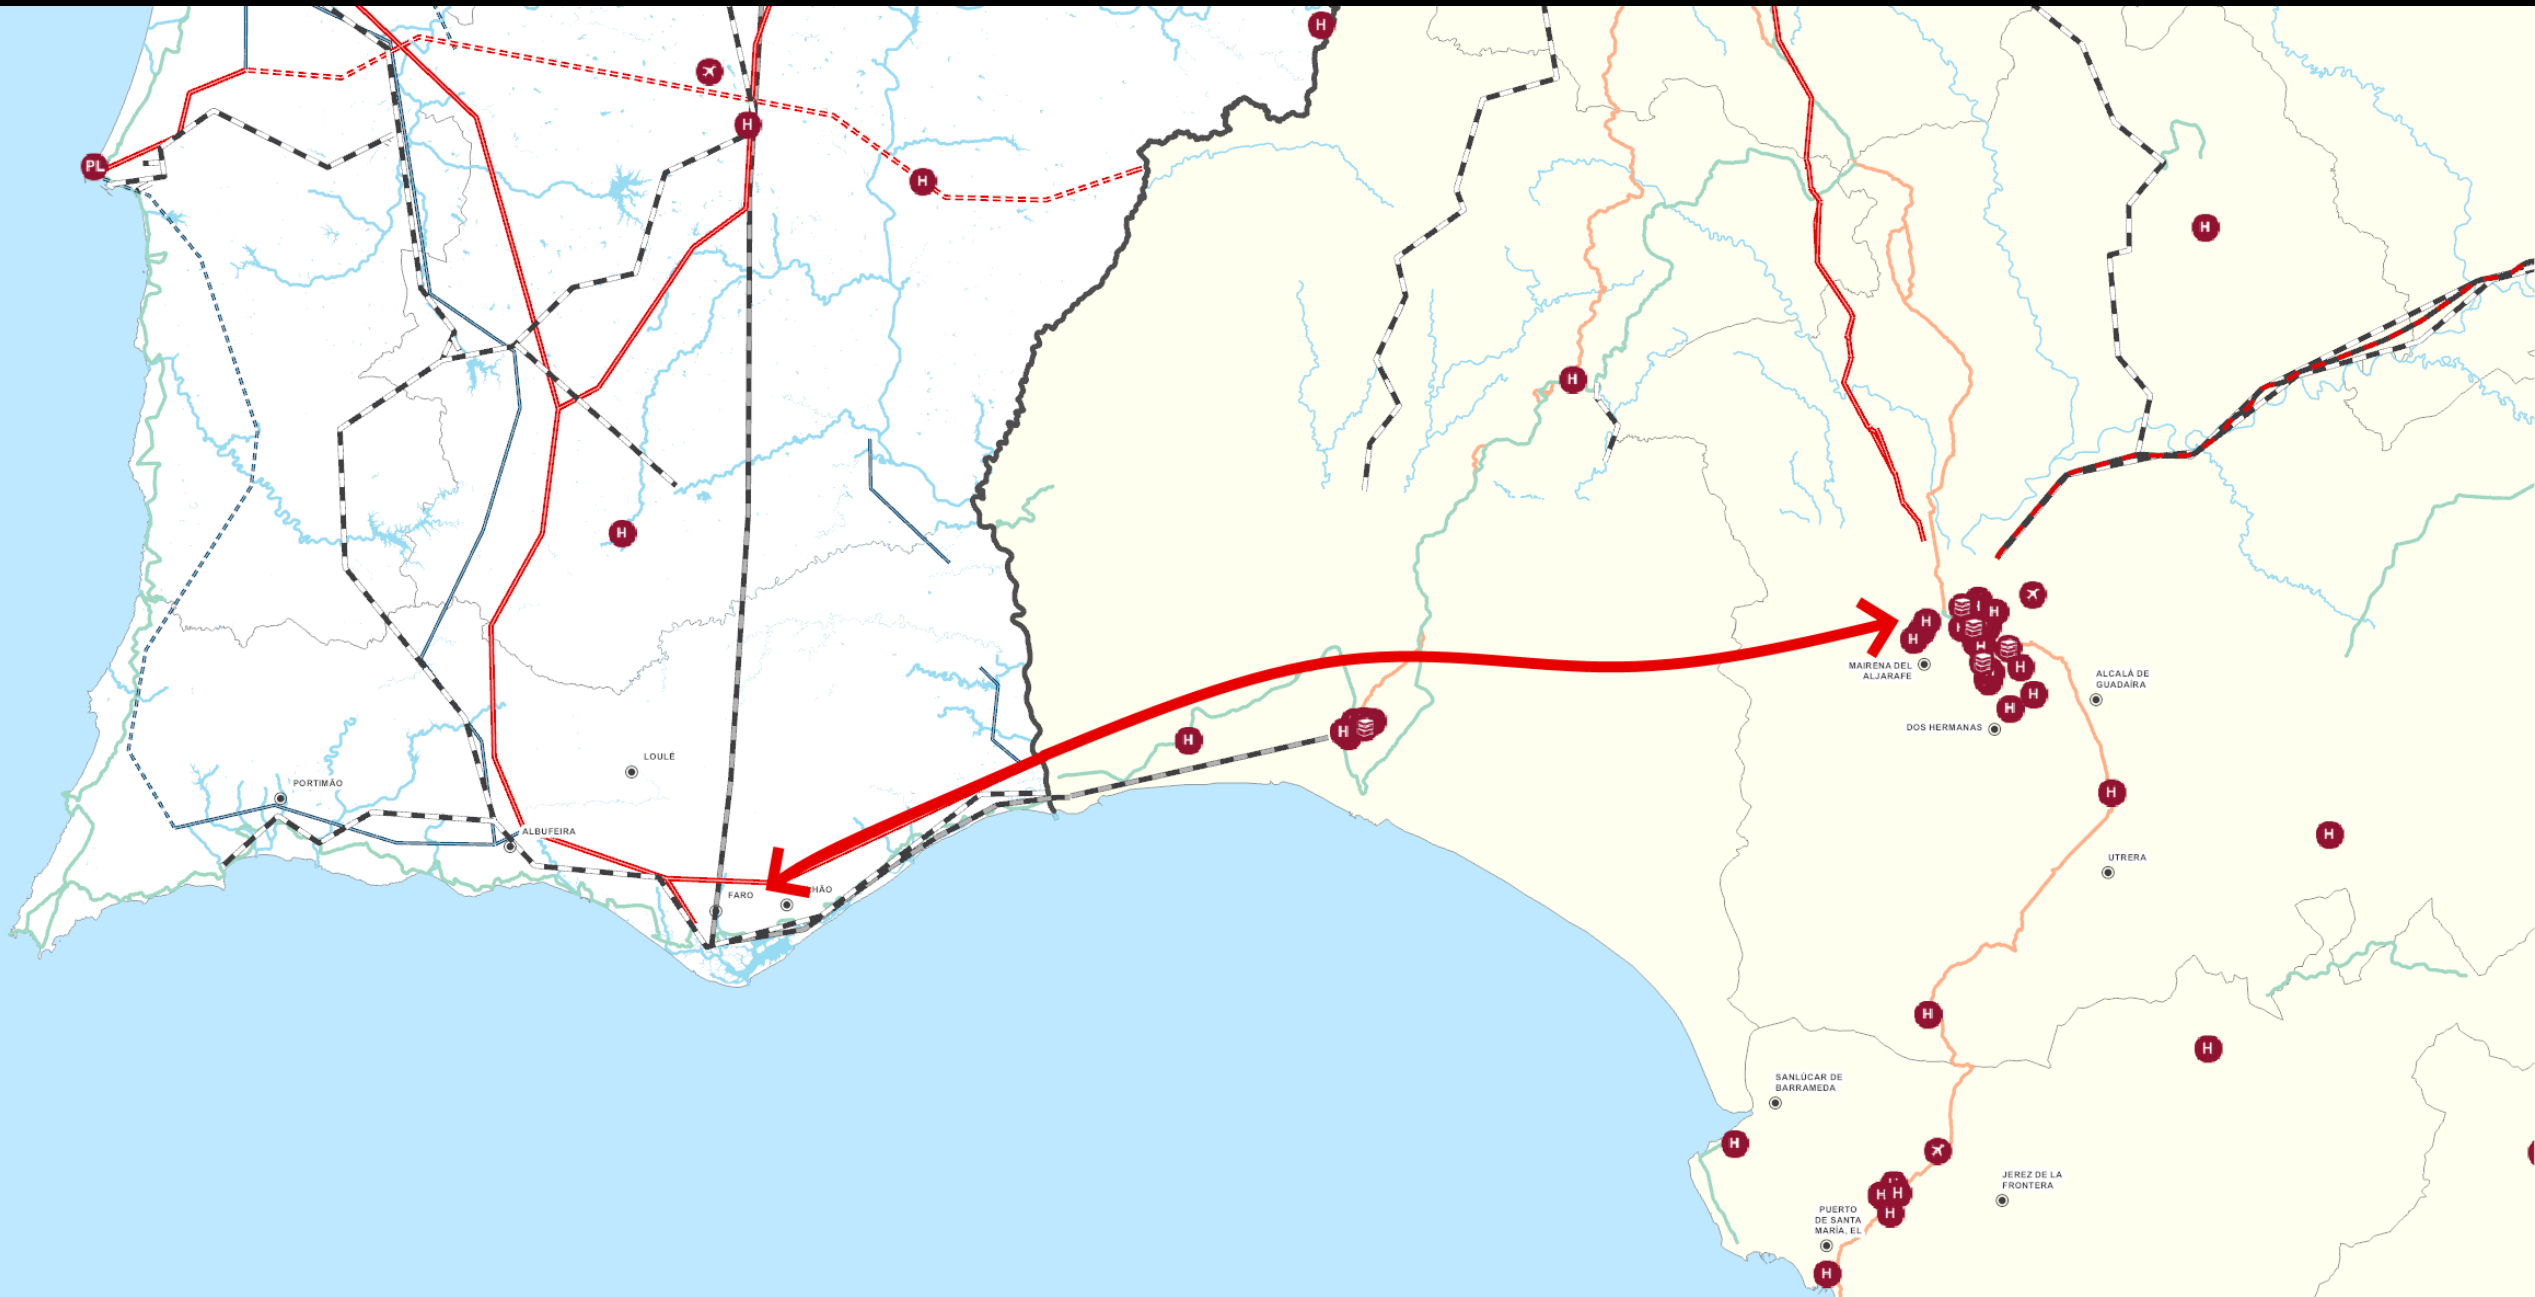 H
H
PL
H
H
H
H
MAIRENA DEL
ALJARAFE
H
H
H
H
H
H
H
ALCALÁ DE
GUADAÍRA
DOS HERMANAS
H
H
H
LOULÉ
PORTIMÃO
ALBUFEIRA
FARO
HÃO
H
H
UTRERA
H
H
SANLÚCAR DE
BARRAMEDA
H
JEREZ DE LA
FRONTERA
H
H
H
PUERTO
DE SANTA
MARÍA, EL
H